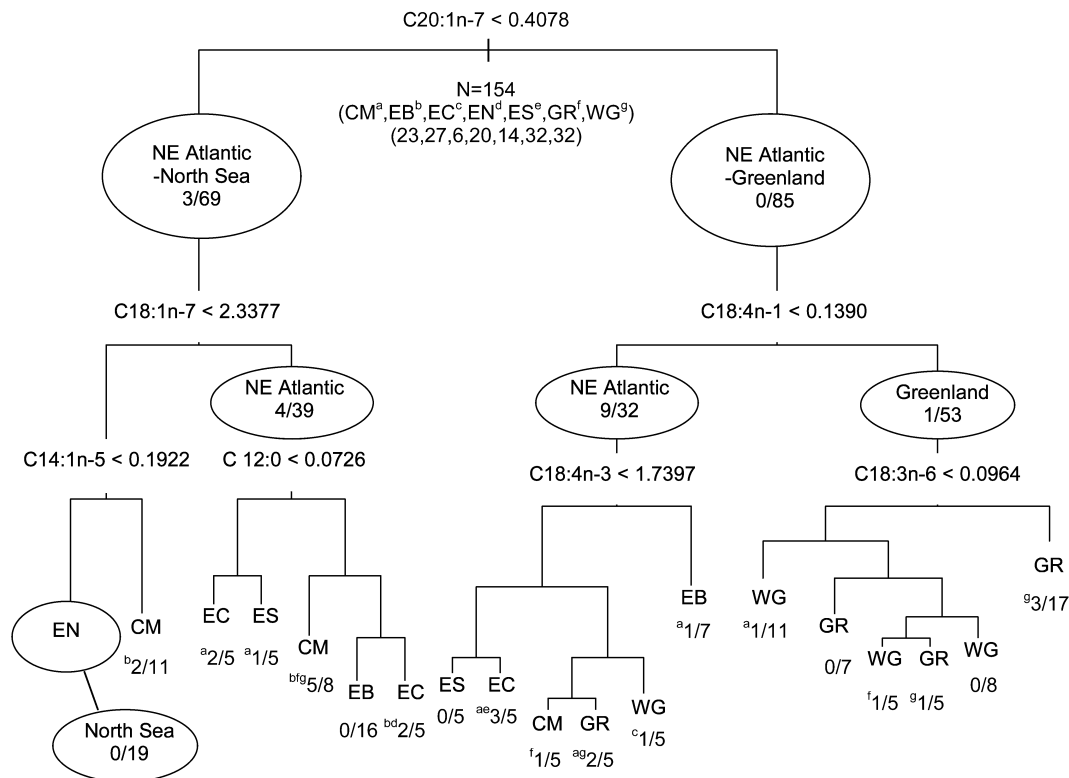 C20:1n-7 < 0.4078
N=154
(CMᵃ,EBᵇ,ECᶜ,ENᵈ,ESᵉ,GRᶠ,WGᵍ)
(23,27,6,20,14,32,32)
NE Atlantic
-North Sea
3/69
NE Atlantic
-Greenland
0/85
C18:1n-7 < 2.3377
C18:4n-1 < 0.1390
NE Atlantic
4/39
NE Atlantic
9/32
Greenland
1/53
C14:1n-5 < 0.1922
C 12:0 < 0.0726
C18:4n-3 < 1.7397
C18:3n-6 < 0.0964
EN
CM
ᵇ2/11
North Sea
0/19
EC
ᵃ2/5
ES
ᵃ1/5
CM
ᵇᶠᵍ5/8
EB
0/16
EC
ᵇᵈ2/5
ES
0/5
EC
ᵃᵉ3/5
CM
ᶠ1/5
GR
ᵃᵍ2/5
WG
ᶜ1/5
EB
ᵃ1/7
WG
ᵃ1/11
GR
0/7
WG
ᶠ1/5
GR
ᵍ1/5
WG
0/8
GR
ᵍ3/17